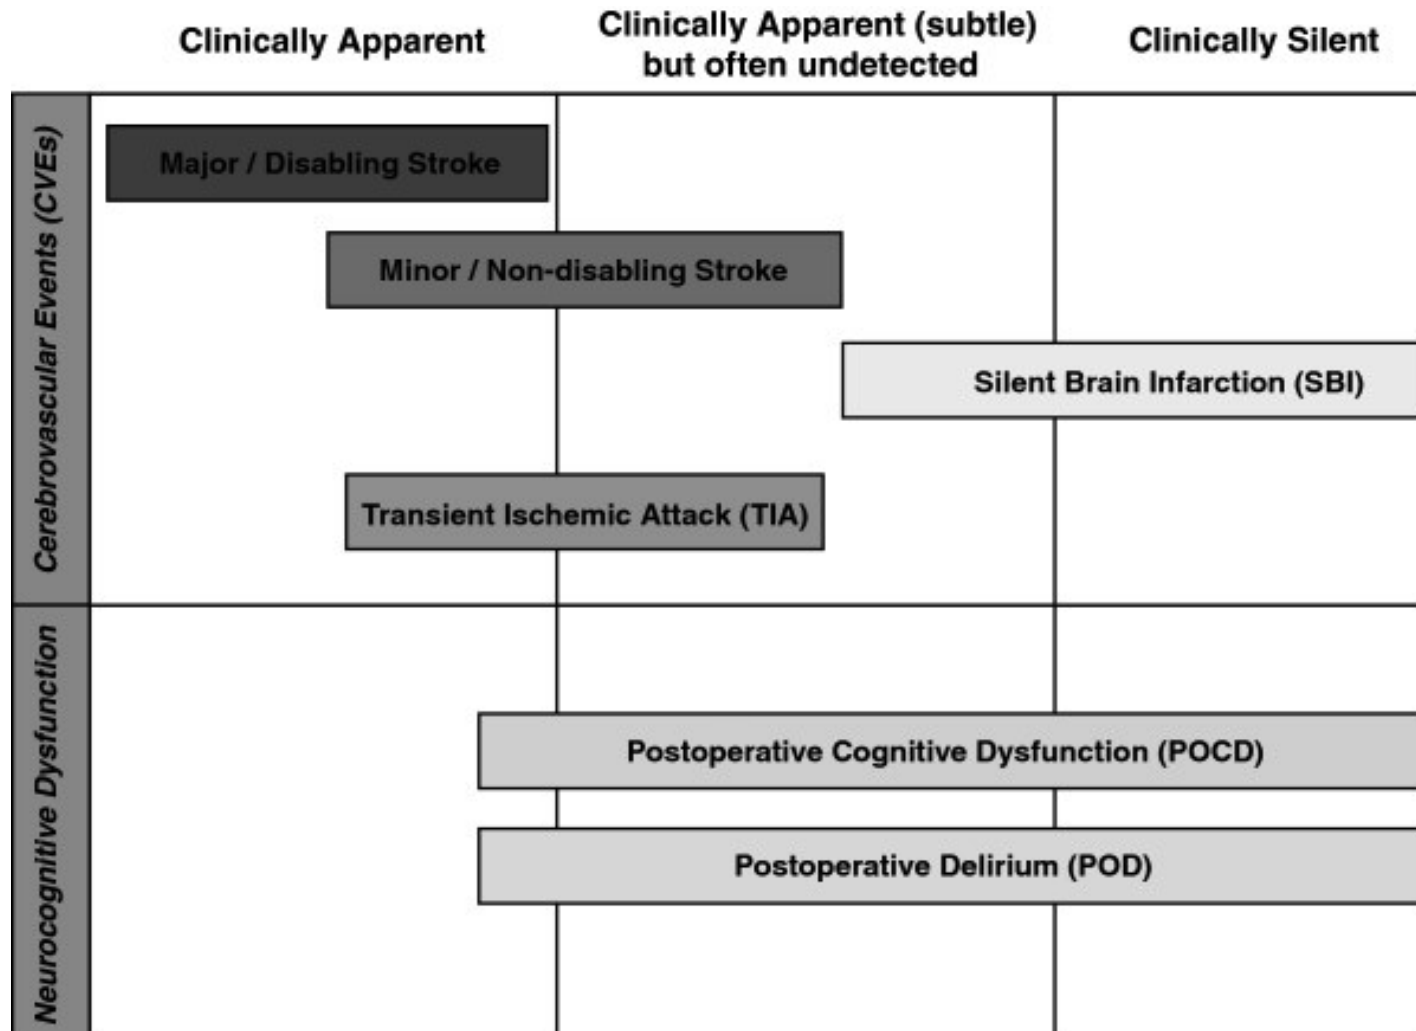 Clinically Apparent
Clinically Apparent (subtle)
but often undetected
Clinically Silent
Cerebrovascular Events (CVEs)
Major / Disabling Stroke
Minor / Non-disabling Stroke
Silent Brain Infarction (SBI)
Transient Ischemic Attack (TIA)
Neurocognitive Dysfunction
Postoperative Cognitive Dysfunction (POCD)
Postoperative Delirium (POD)